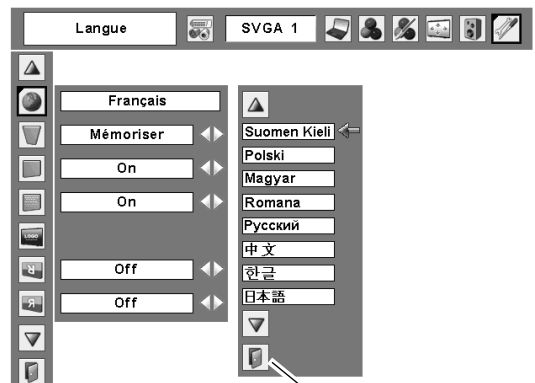 Langue
SVGA 1
Français
Mémoriser
On
On
LOGO
R
R
Off
Off
Suomen Kieli
Polski
Magyar
Romana
Русский
中文
한글
日本語